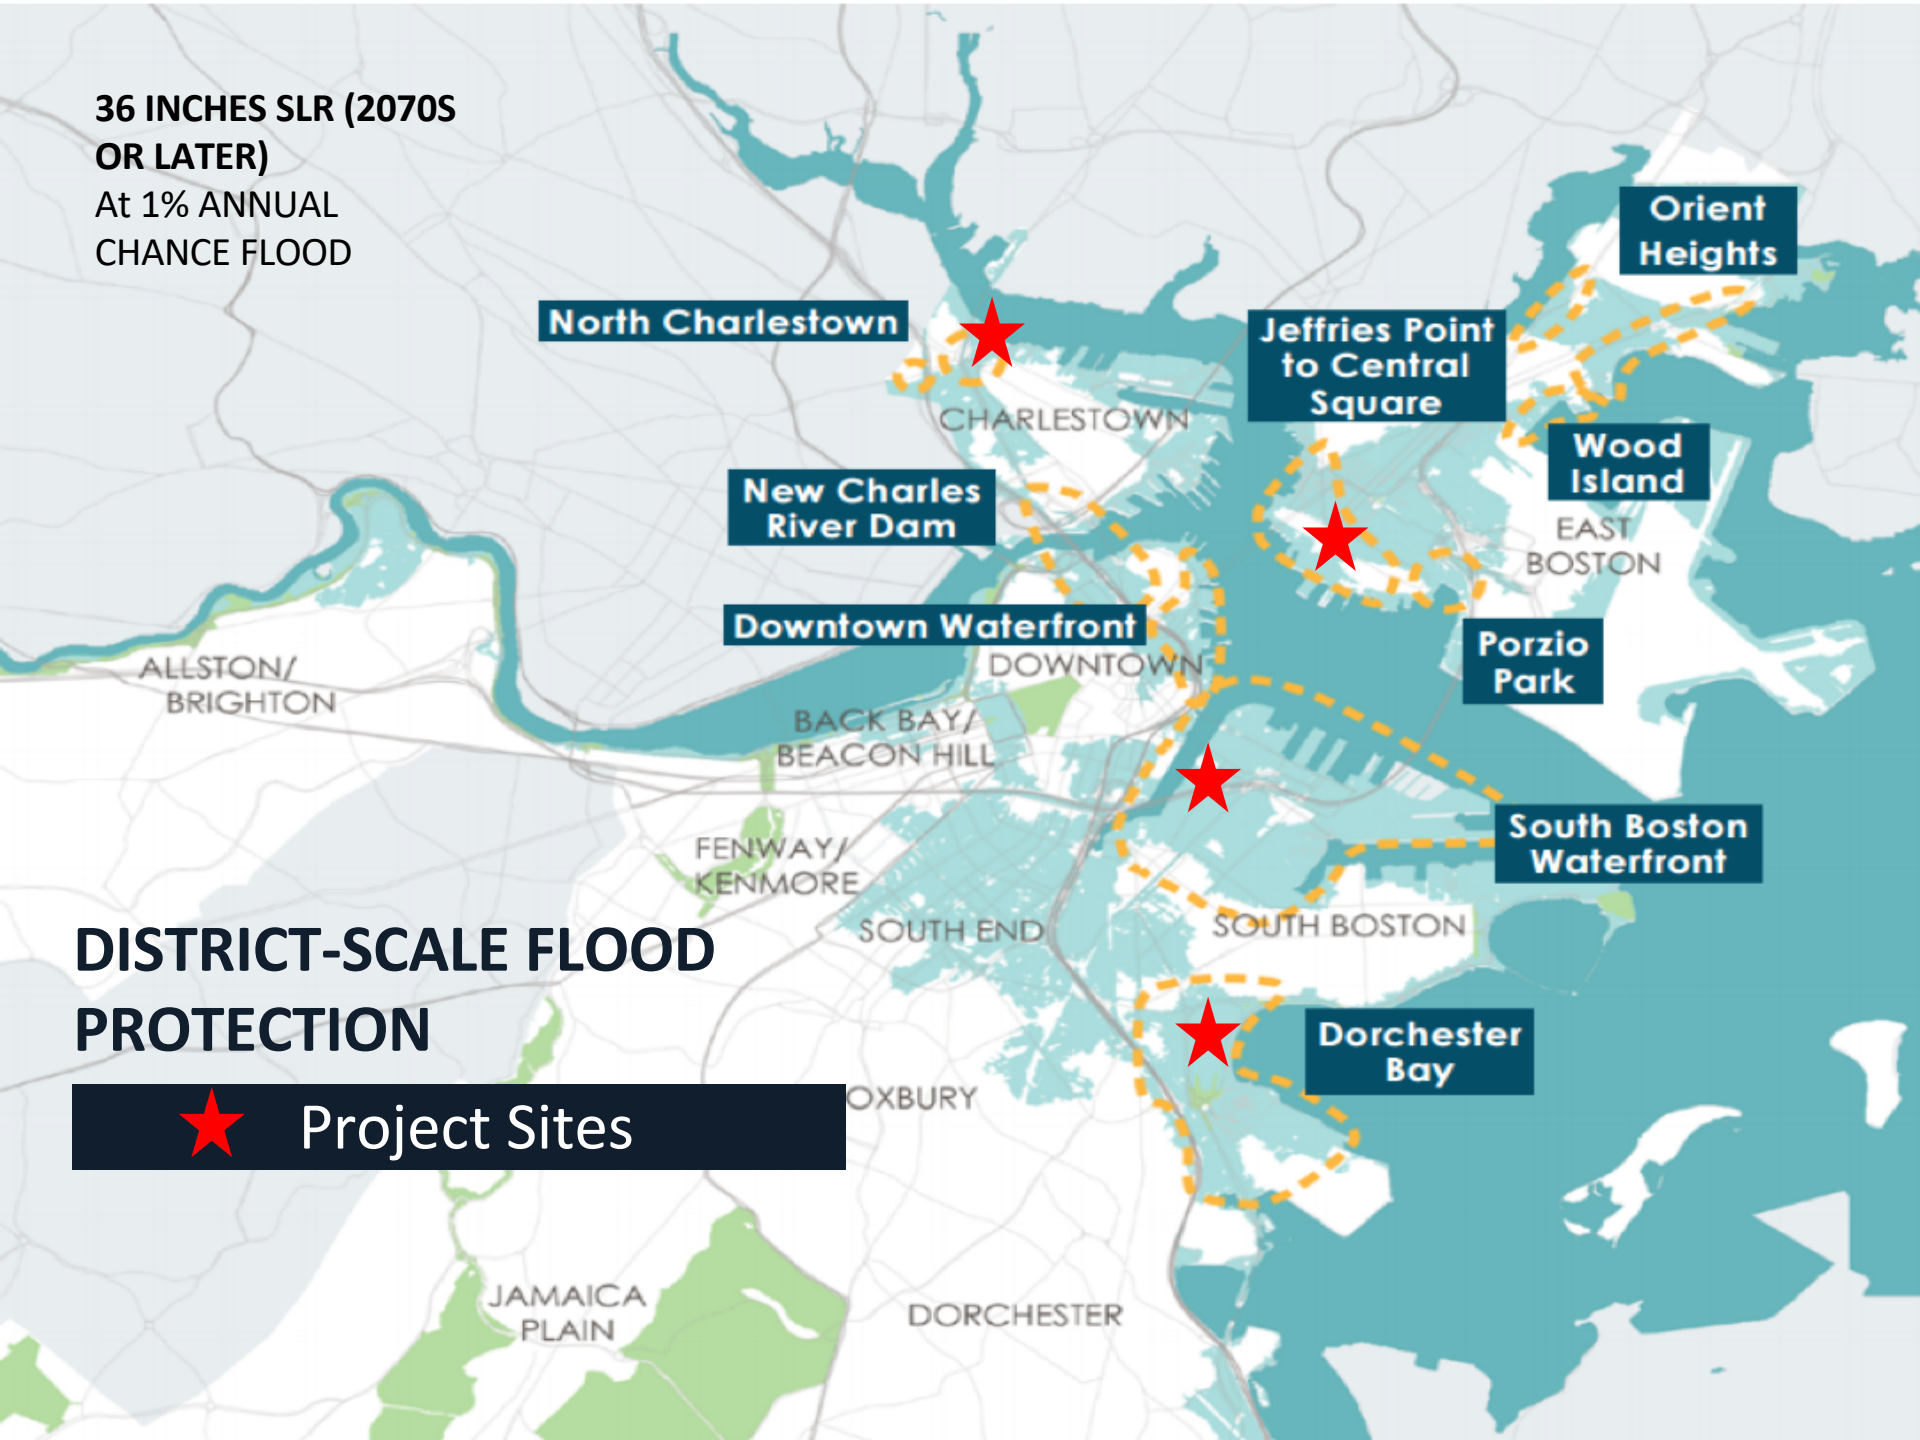 36 INCHES SLR (2070S
OR LATER)
At 1% ANNUAL
CHANCE FLOOD
Orient
Heights
North Charlestown
Jeffries Point
to Central
Square
CHARLESTOWN
Wood
Island
New Charles
River Dam
EAST
BOSTON
Downtown Waterfront
DOWNTOWN
Porzio
Park
ALLSTON/
BRIGHTON
BACK BAY/
BEACON HILL
South Boston
Waterfront
FENWAY/
KENMORE
SOUTH END
SOUTH BOSTON
DISTRICT-SCALE FLOOD
PROTECTION
Dorchester
Bay
Project Sites
OXBURY
JAMAICA
PLAIN
DORCHESTER